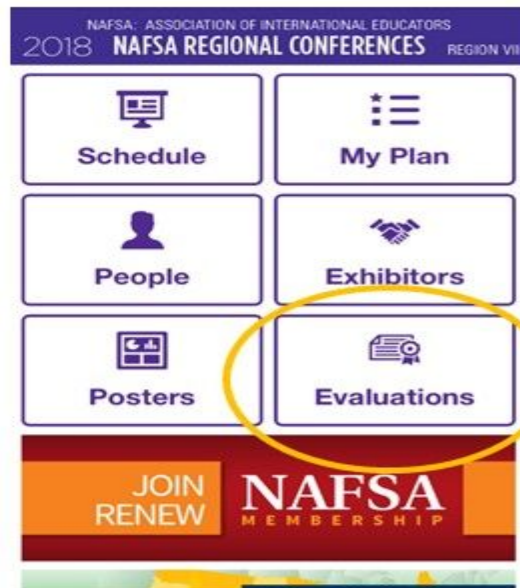 NAFSA: ASSOCIATION OF INTERNATIONAL EDUCATORS
2018 NAFSA REGIONAL CONFERENCES REGION VIII
Schedule
My Plan
People
Exhibitors
Posters
Evaluations
JOIN
RENEW
NAFSA
MEMBERSHIP